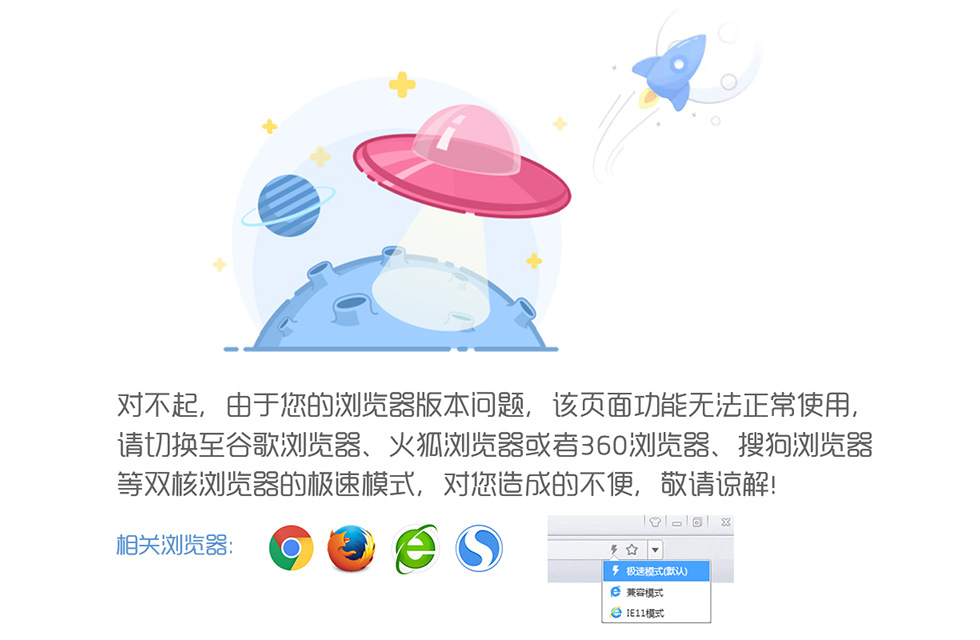 对不起，由于您的浏览器版本问题，该页面功能无法正常使用，
请切换至谷歌浏览器、火狐浏览器或者360浏览器、搜狗浏览器
等双核浏览器的极速模式，对您造成的不便，敬请谅解!
相关浏览器:
极速模式(默认)
兼容模式
IE11模式